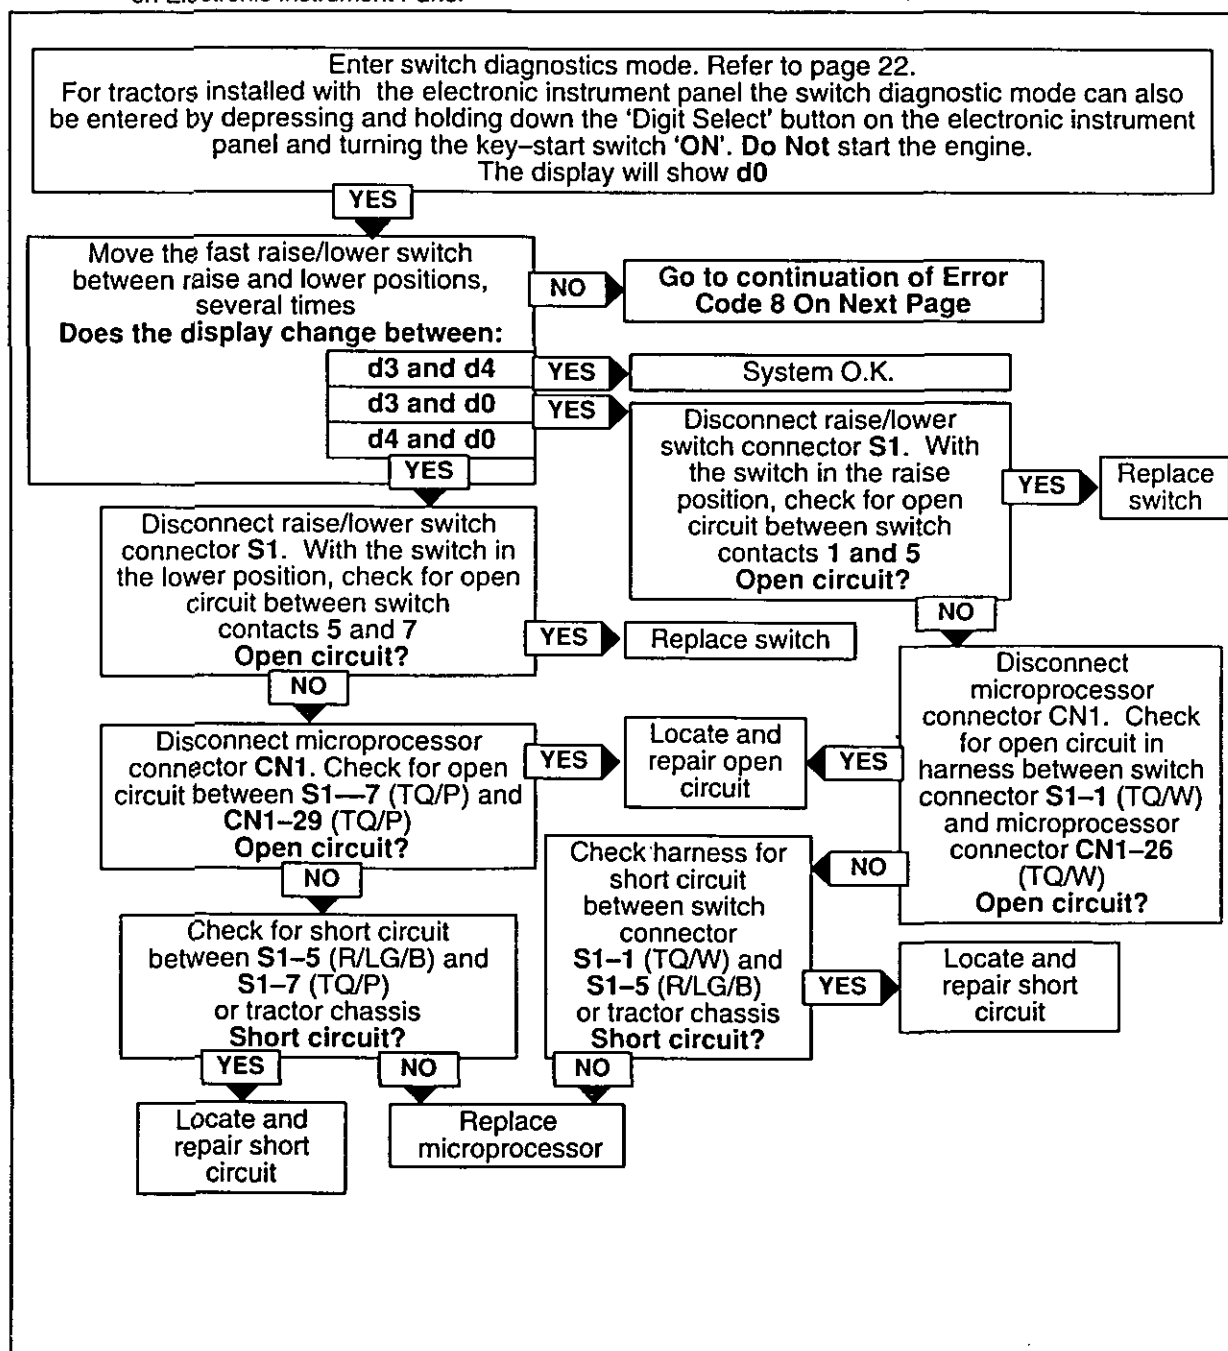 on Electronic Instrument Panel
Enter switch diagnostics mode. Refer to page 22.
For tractors installed with the electronic instrument panel the switch diagnostic mode can also
be entered by depressing and holding down the 'Digit Select' button on the electronic instrument
panel and turning the key–start switch 'ON'. Do Not start the engine.
The display will show d0
YES
Move the fast raise/lower switch
between raise and lower positions,
several times
Does the display change between:
NO
Go to continuation of Error
Code 8 On Next Page
d3 and d4
YES
System O.K.
d3 and d0
YES
d4 and d0
YES
Disconnect raise/lower
switch connector S1. With
the switch in the raise
position, check for open
circuit between switch
contacts 1 and 5
Open circuit?
YES
Replace
switch
Disconnect raise/lower switch
connector S1. With the switch in
the lower position, check for open
circuit between switch
contacts 5 and 7
Open circuit?
YES
Replace switch
NO
NO
Disconnect
microprocessor
connector CN1. Check
for open circuit in
harness between switch
connector S1–1 (TQ/W)
and microprocessor
connector CN1–26
(TQ/W)
Open circuit?
Disconnect microprocessor
connector CN1. Check for open
circuit between S1—7 (TQ/P) and
CN1–29 (TQ/P)
Open circuit?
YES
Locate and
repair open
circuit
YES
NO
NO
Check harness for
short circuit
between switch
connector
S1–1 (TQ/W) and
S1–5 (R/LG/B)
or tractor chassis
Short circuit?
YES
Locate and
repair short
circuit
Check for short circuit
between S1–5 (R/LG/B) and
S1–7 (TQ/P)
or tractor chassis
Short circuit?
YES
NO
NO
Locate and
repair short
circuit
Replace
microprocessor